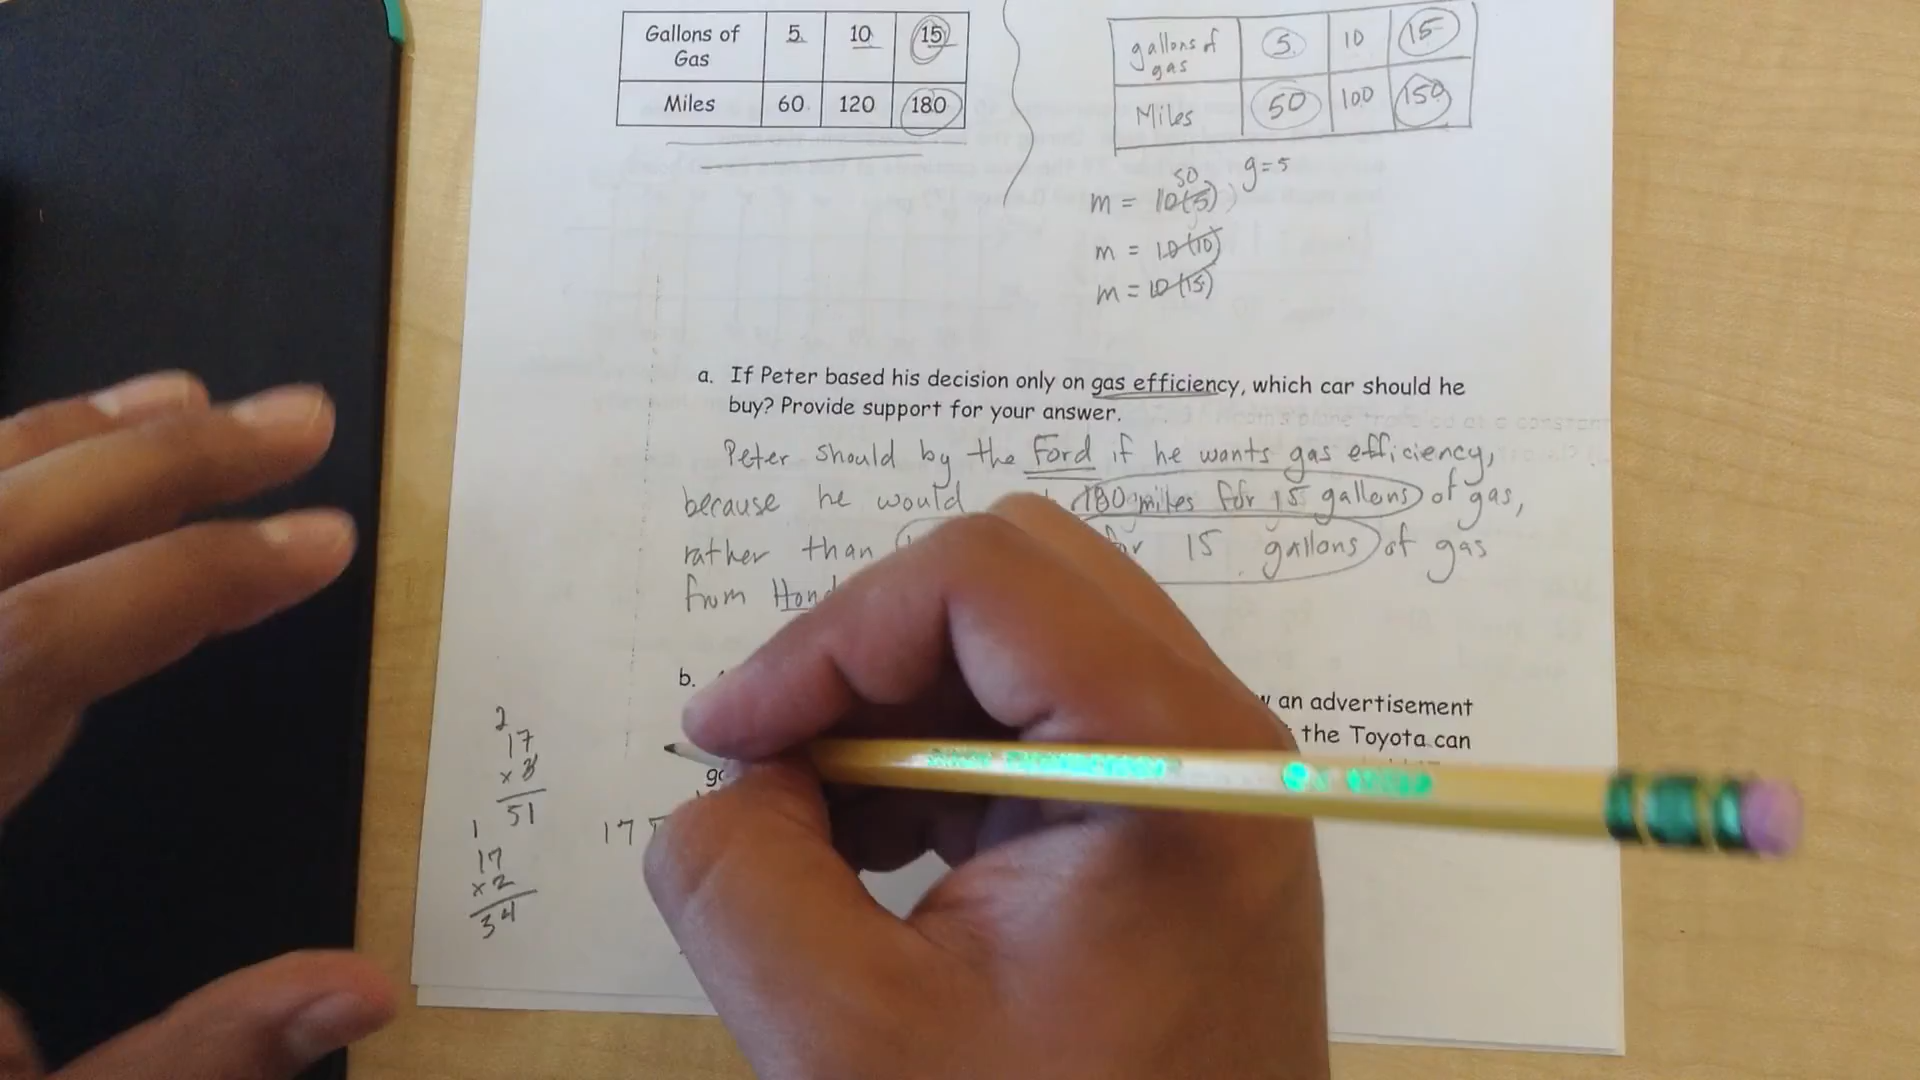 Gallons of Gas 5 10 15
Miles 60 120 180
gallons of gas 5 10 15
Miles 50 100 150
g=5
50
m = 10(5)
m = 10(10)
m = 10(15)
a. If Peter based his decision only on gas efficiency, which car should he
buy? Provide support for your answer.
Peter should by the Ford if he wants gas efficiency,
because he would 180 miles for 15 gallons of gas,
rather than for 15 gallons of gas
from
b. an advertisement
the Toyota can
2
17
x 3
51
1
17
x2
34
17